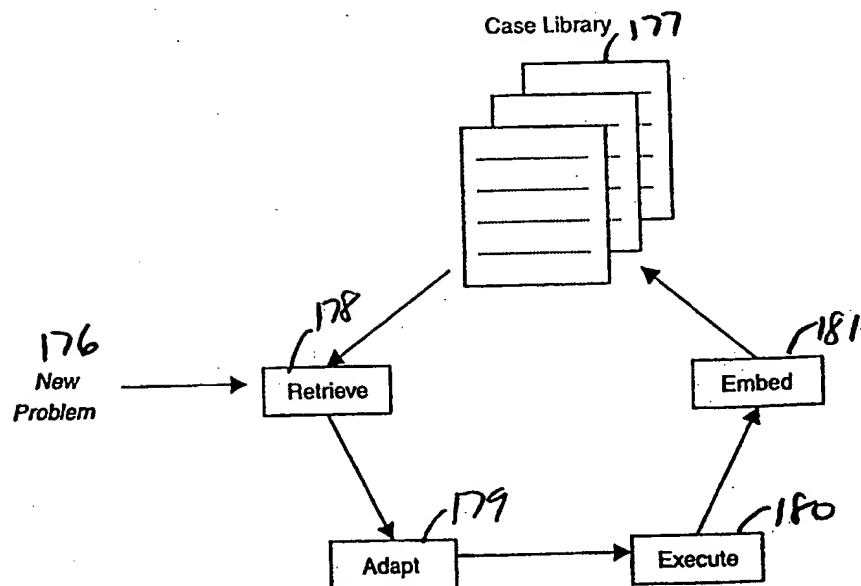 Case Library 177
178
176
New
Problem
Retrieve
181
Embed
179
Adapt
180
Execute